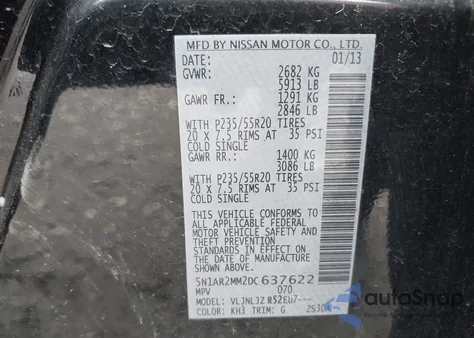 MFD BY NISSAN MOTOR CO., LTD.
DATE: 01/13
GVWR: 2682 KG
5913 LB
GAWR FR.: 1291 KG
2846 LB
WITH P235/55R20 TIRES
20 X 7.5 RIMS AT 35 PSI
COLD SINGLE
GAWR RR.: 1400 KG
3086 LB
WITH P235/55R20 TIRES
20 X 7.5 RIMS AT 35 PSI
COLD SINGLE
THIS VEHICLE CONFORMS TO
ALL APPLICABLE FEDERAL
MOTOR VEHICLE SAFETY
AND THEFT PREVENTION
STANDARDS IN EFFECT ON
THE DATE OF MANUFACTURE
SHOWN ABOVE.
5N1AR2MM2DC637622
MPV 070
MODEL: VLJNLJZ R52EU7---
COLOR: KH3 TRIM: G
autoSnap